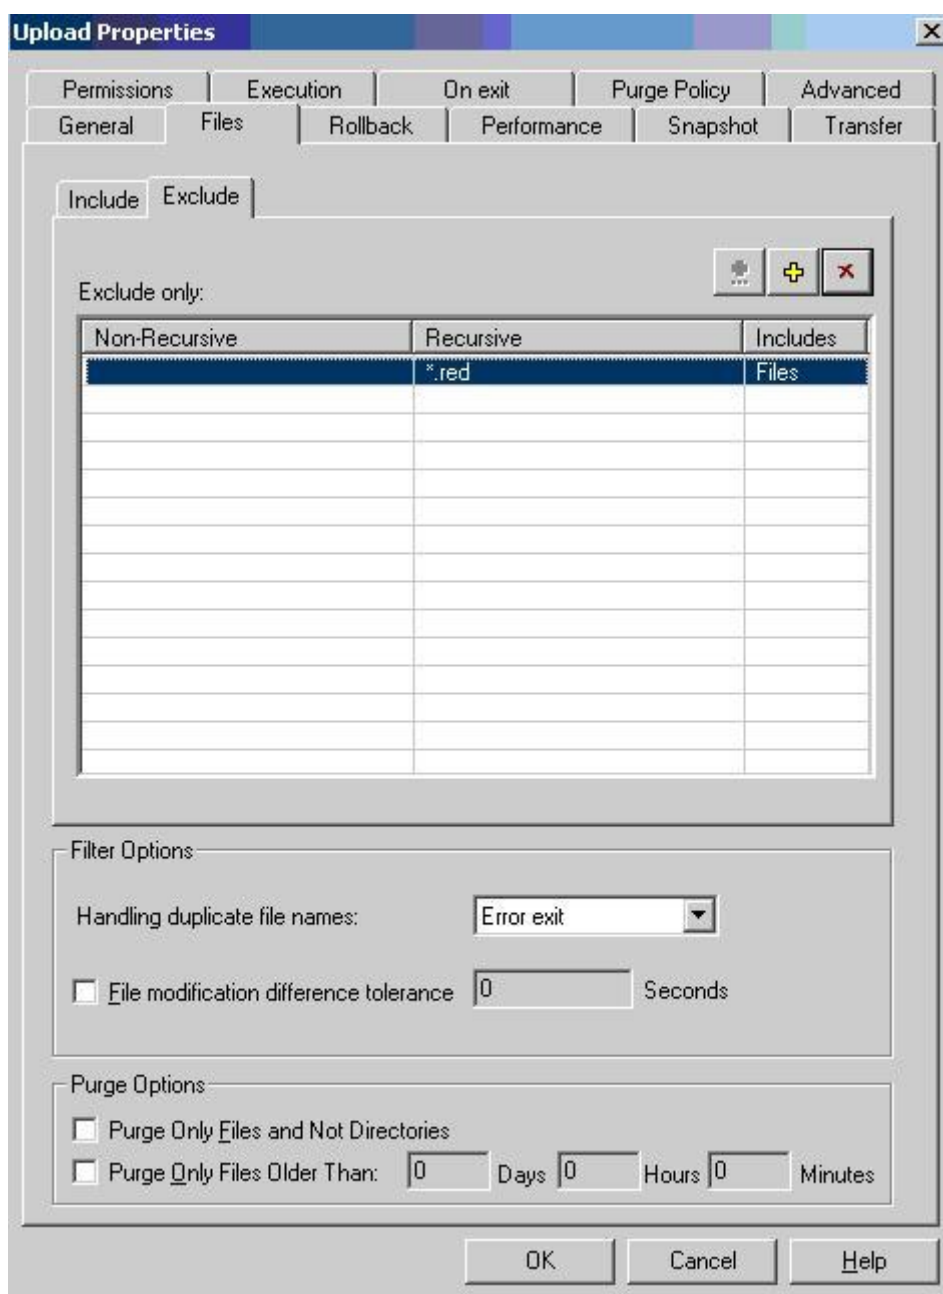 Upload Properties
Permissions Execution On exit Purge Policy Advanced
General Files Rollback Performance Snapshot Transfer
Include Exclude
Exclude only:
Non-Recursive Recursive Includes
*.red Files
Filter Options
Handling duplicate file names: Error exit
File modification difference tolerance 0 Seconds
Purge Options
Purge Only Files and Not Directories
Purge Only Files Older Than: 0 Days 0 Hours 0 Minutes
OK Cancel Help